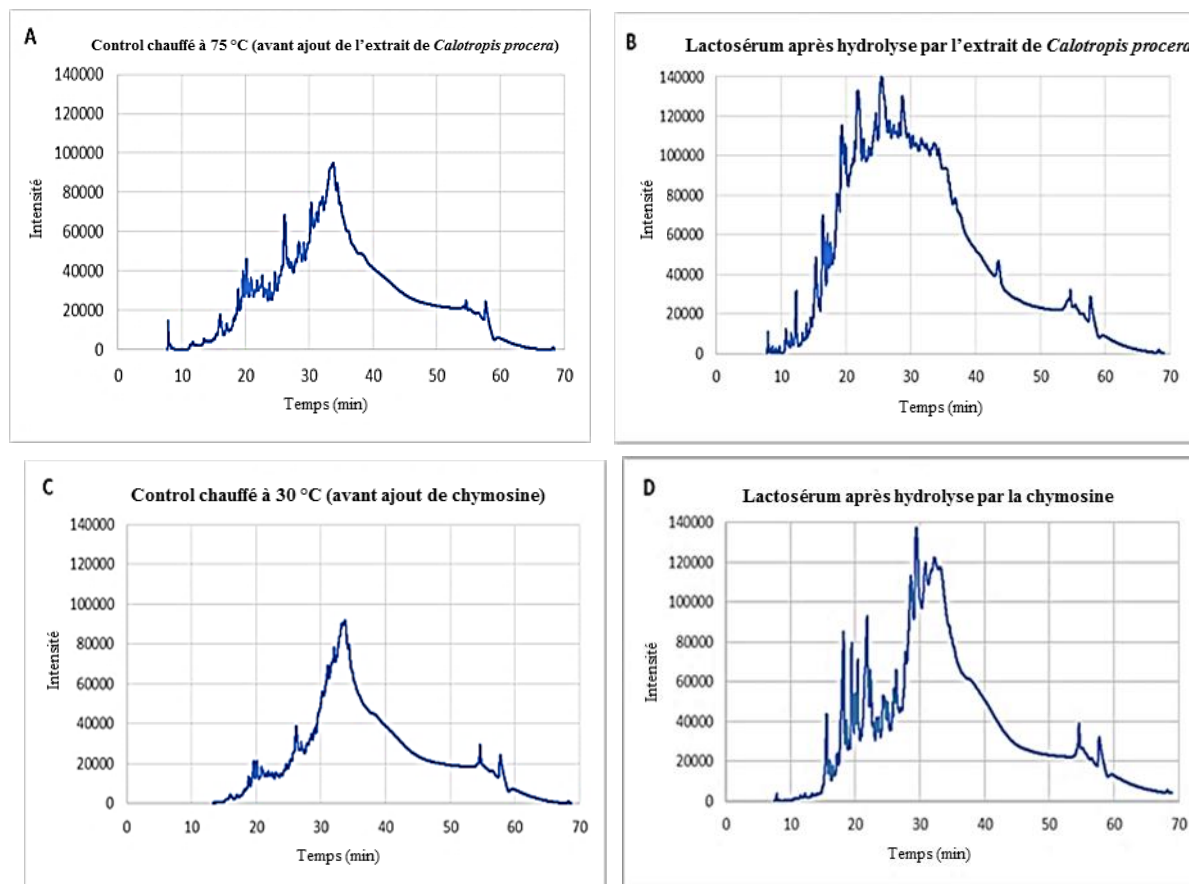 A
Control chauffé à 75 °C (avant ajout de l'extrait de Calotropis procera)
140000
120000
100000
80000
60000
40000
20000
0
Intensité
0 10 20 30 40 50 60 70
Temps (min)
B
Lactosérum après hydrolyse par l'extrait de Calotropis procera
140000
120000
100000
80000
60000
40000
20000
0
Intensité
0 10 20 30 40 50 60 70
Temps (min)
C
Control chauffé à 30 °C (avant ajout de chymosine)
140000
120000
100000
80000
60000
40000
20000
0
Intensité
0 10 20 30 40 50 60 70
Temps (min)
D
Lactosérum après hydrolyse par la chymosine
140000
120000
100000
80000
60000
40000
20000
0
Intensité
0 10 20 30 40 50 60 70
Temps (min)